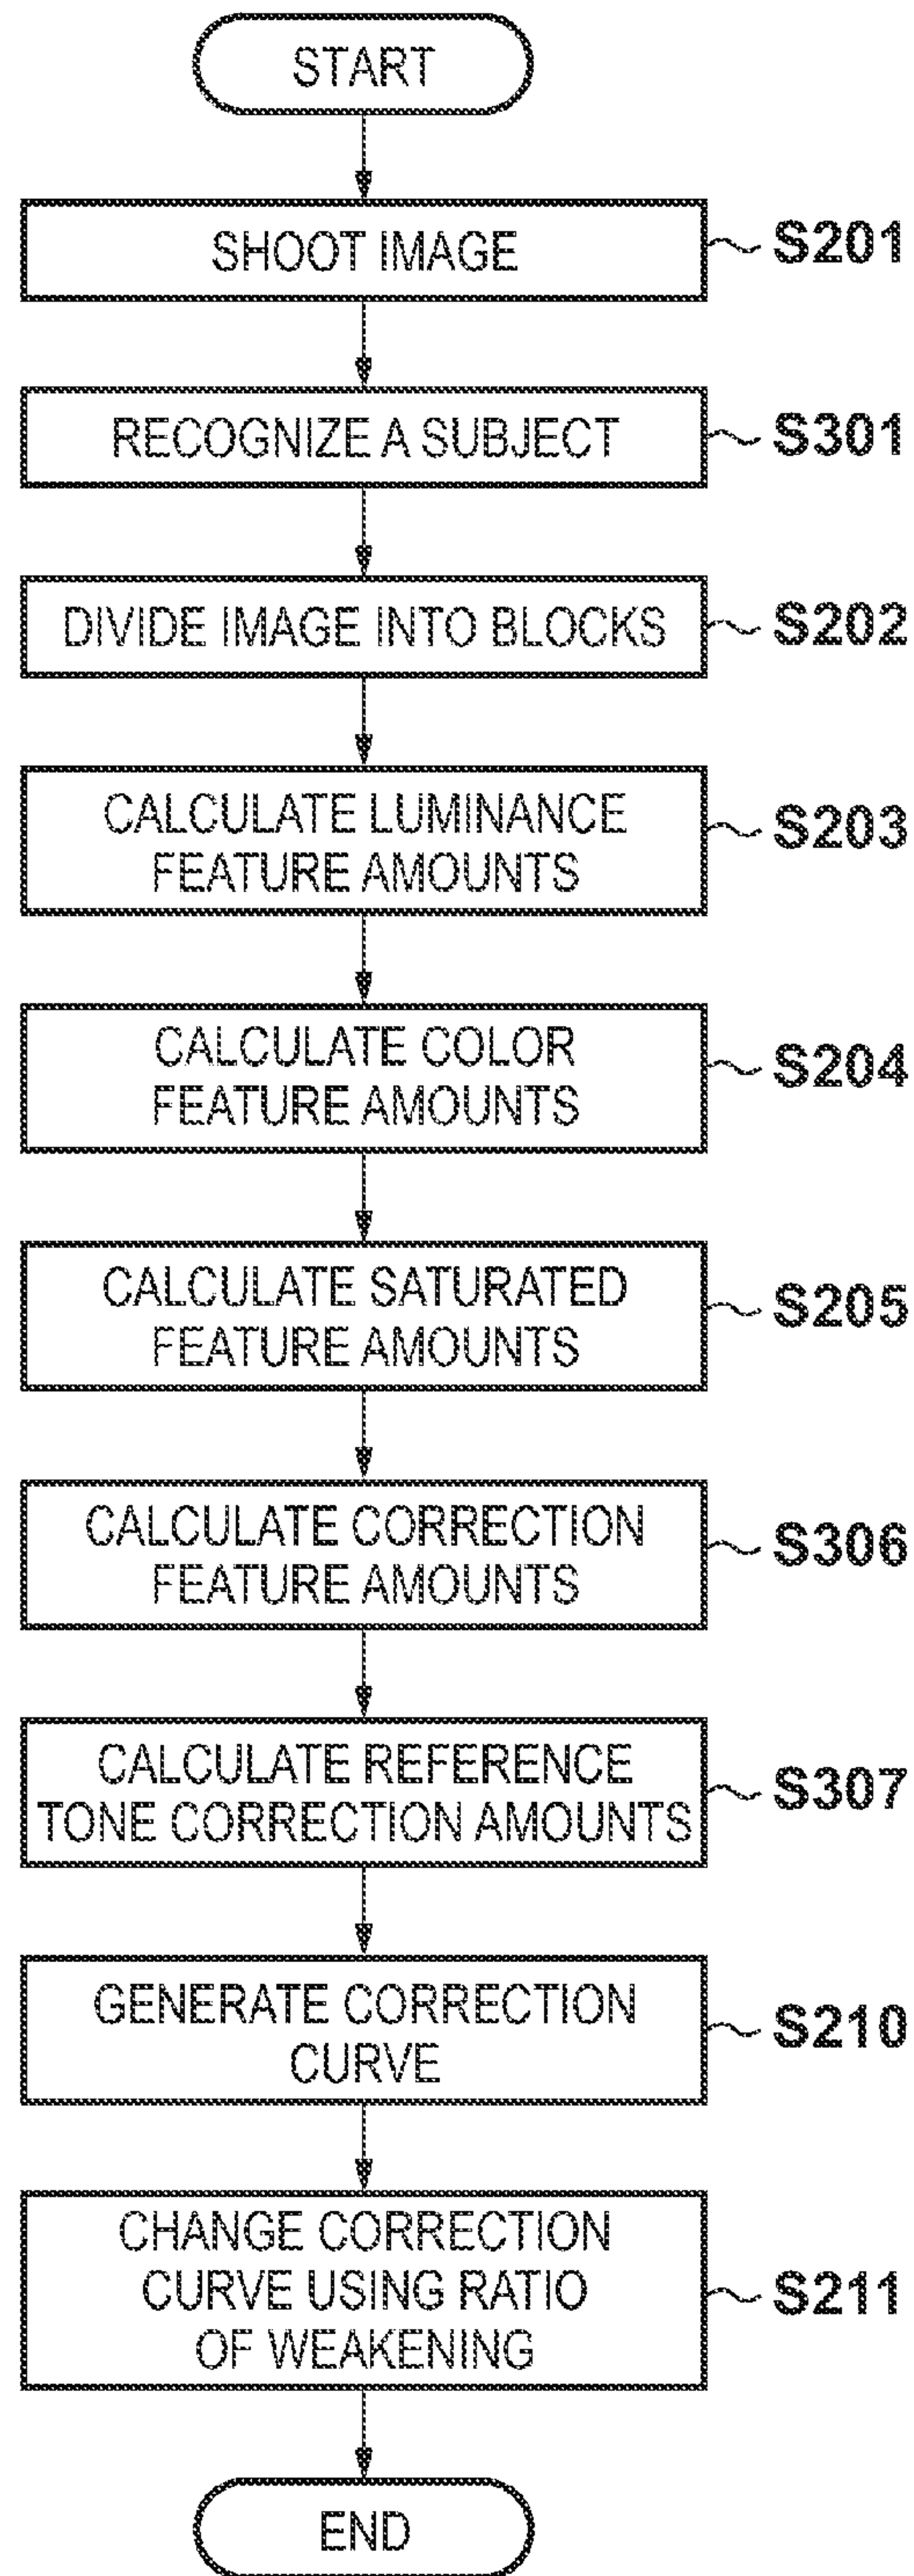 START
SHOOT IMAGE
S201
RECOGNIZE A SUBJECT
S301
DIVIDE IMAGE INTO BLOCKS
S202
CALCULATE LUMINANCE
FEATURE AMOUNTS
S203
CALCULATE COLOR
FEATURE AMOUNTS
S204
CALCULATE SATURATED
FEATURE AMOUNTS
S205
CALCULATE CORRECTION
FEATURE AMOUNTS
S306
CALCULATE REFERENCE
TONE CORRECTION AMOUNTS
S307
GENERATE CORRECTION
CURVE
S210
CHANGE CORRECTION
CURVE USING RATIO
OF WEAKENING
S211
END